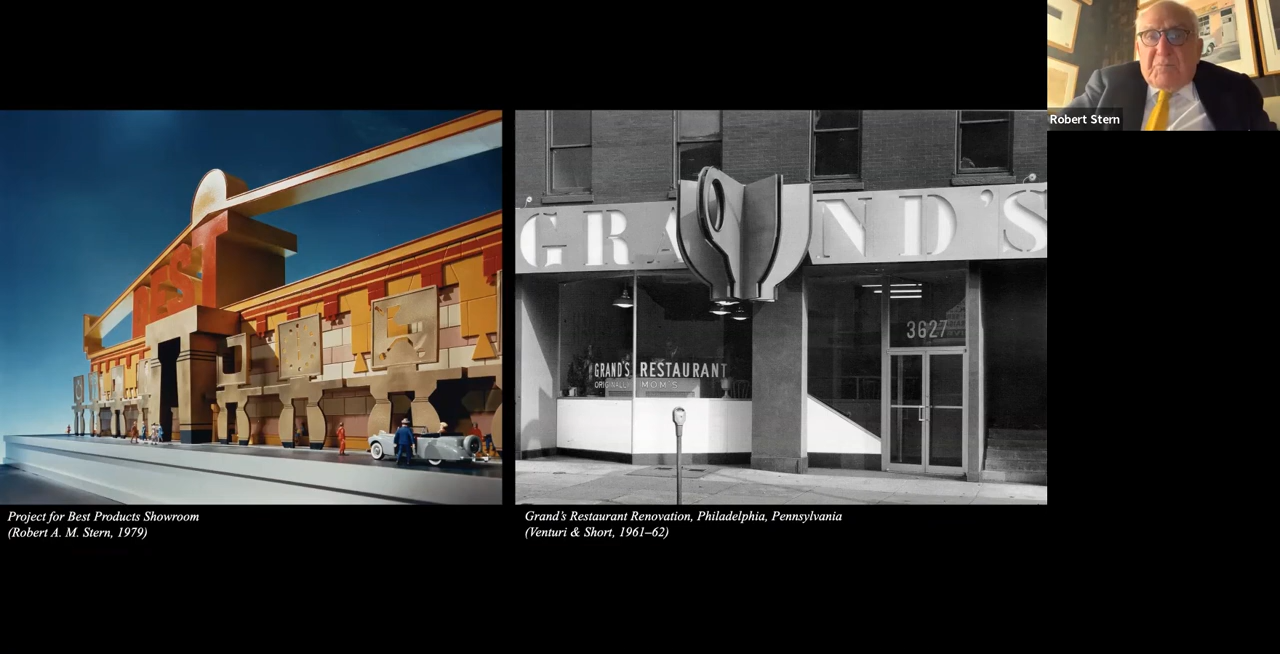 Robert Stern
BEST
GRAND'S
3627
GRAND'S RESTAURANT
ORIGINALLY MOM'S
Project for Best Products Showroom
(Robert A. M. Stern, 1979)
Grand's Restaurant Renovation, Philadelphia, Pennsylvania
(Venturi & Short, 1961–62)